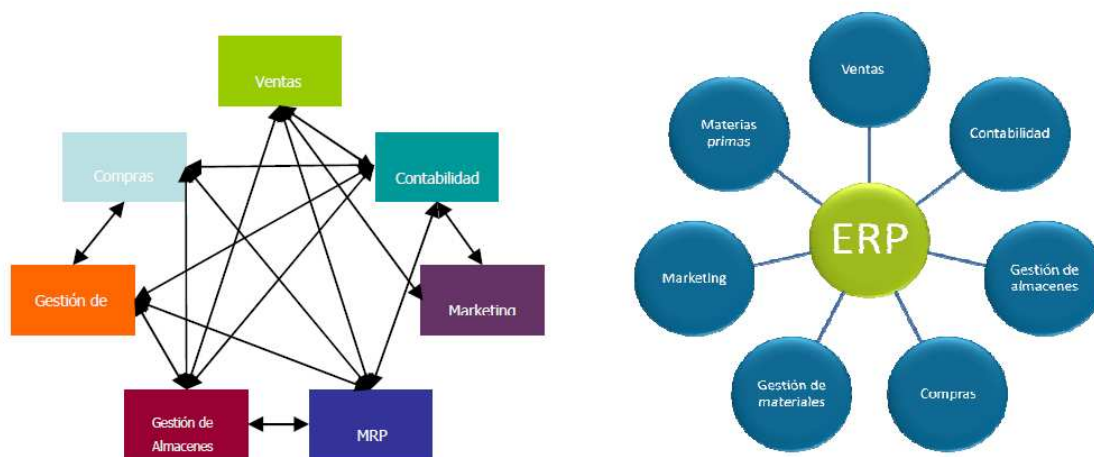 Ventas
Compras
Contabilidad
Gestión de
Marketing
Gestión de
Almacenes
MRP
Ventas
Materias
primas
Contabilidad
ERP
Marketing
Gestión de
almacenes
Gestión de
materiales
Compras